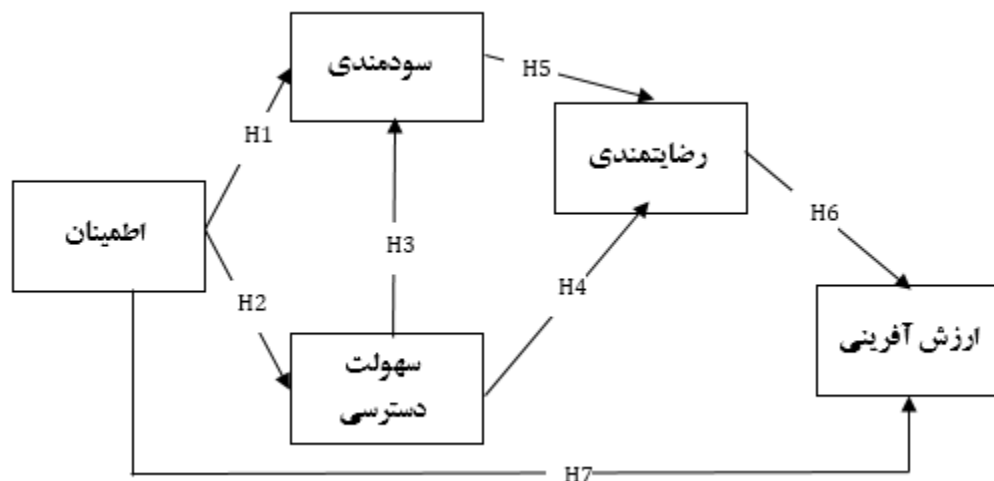 سودمندی
H5
رضایتمندی
H1
اطمینان
H3
H6
H2
H4
سهولت
دسترسی
ارزش آفرینی
H7